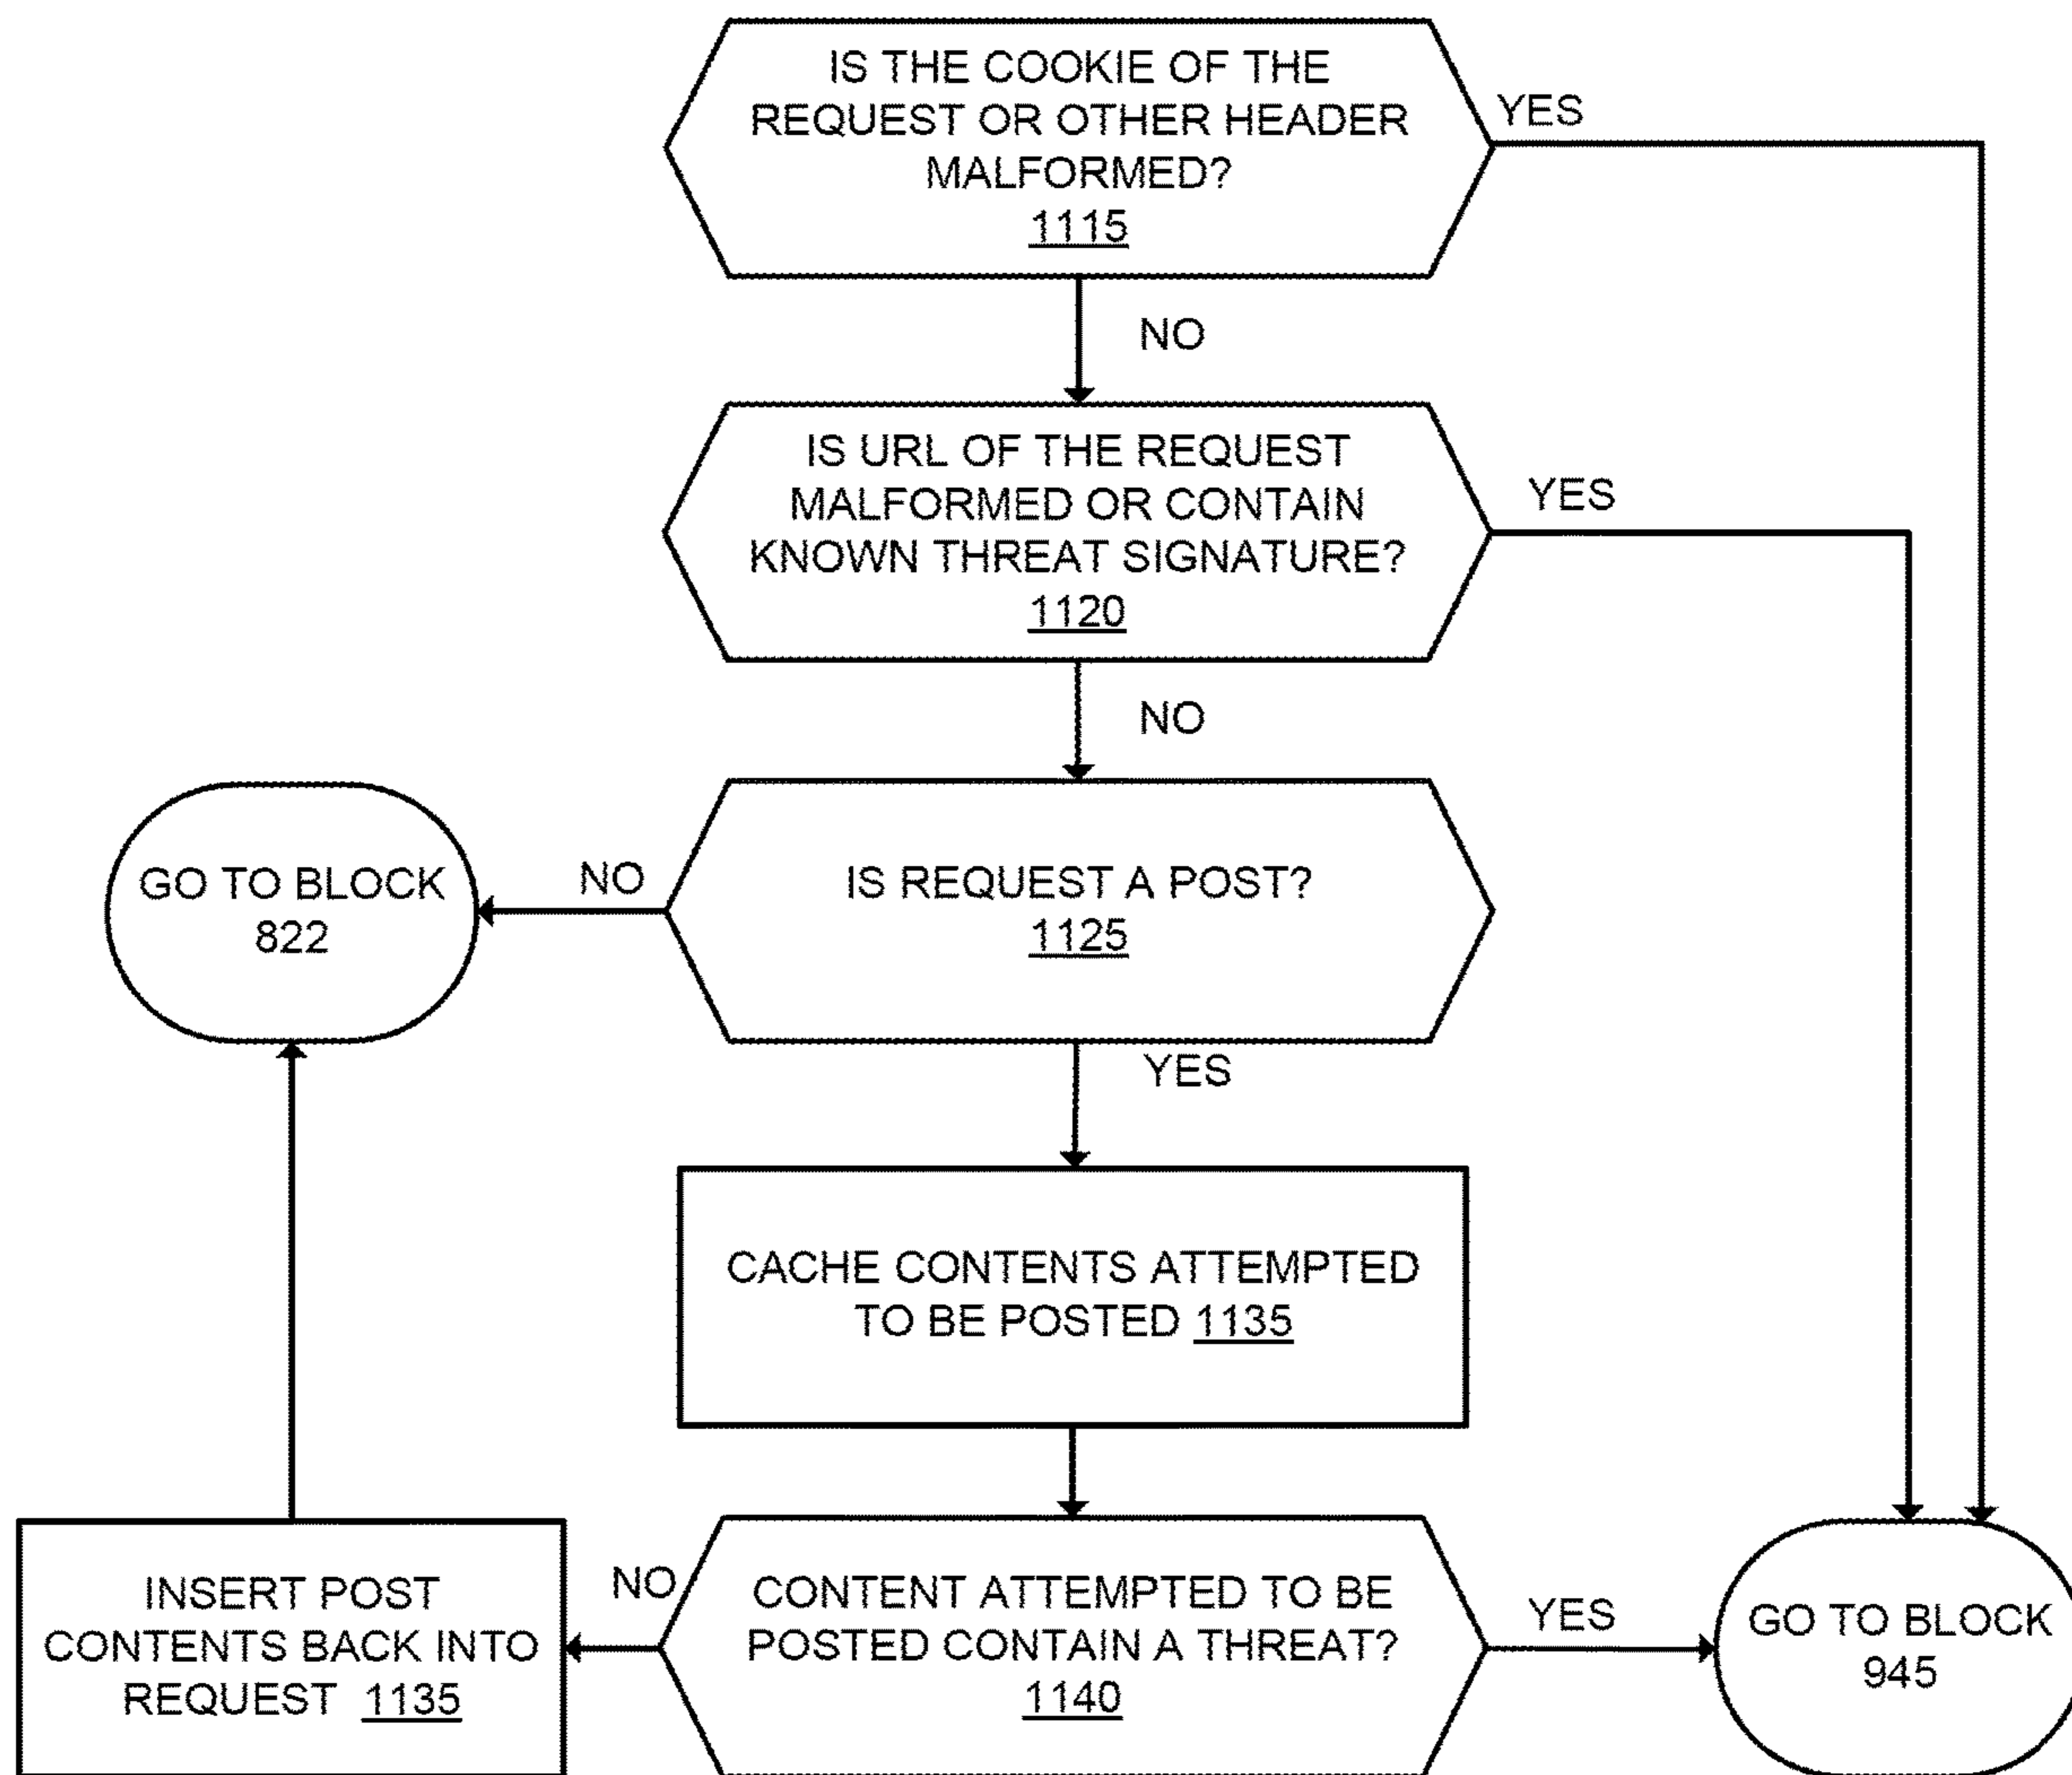 IS THE COOKIE OF THE
REQUEST OR OTHER HEADER
MALFORMED?
1115
YES
NO
IS URL OF THE REQUEST
MALFORMED OR CONTAIN
KNOWN THREAT SIGNATURE?
1120
YES
NO
GO TO BLOCK
822
NO
IS REQUEST A POST?
1125
YES
CACHE CONTENTS ATTEMPTED
TO BE POSTED 1135
INSERT POST
CONTENTS BACK INTO
REQUEST 1135
NO
CONTENT ATTEMPTED TO BE
POSTED CONTAIN A THREAT?
1140
YES
GO TO BLOCK
945